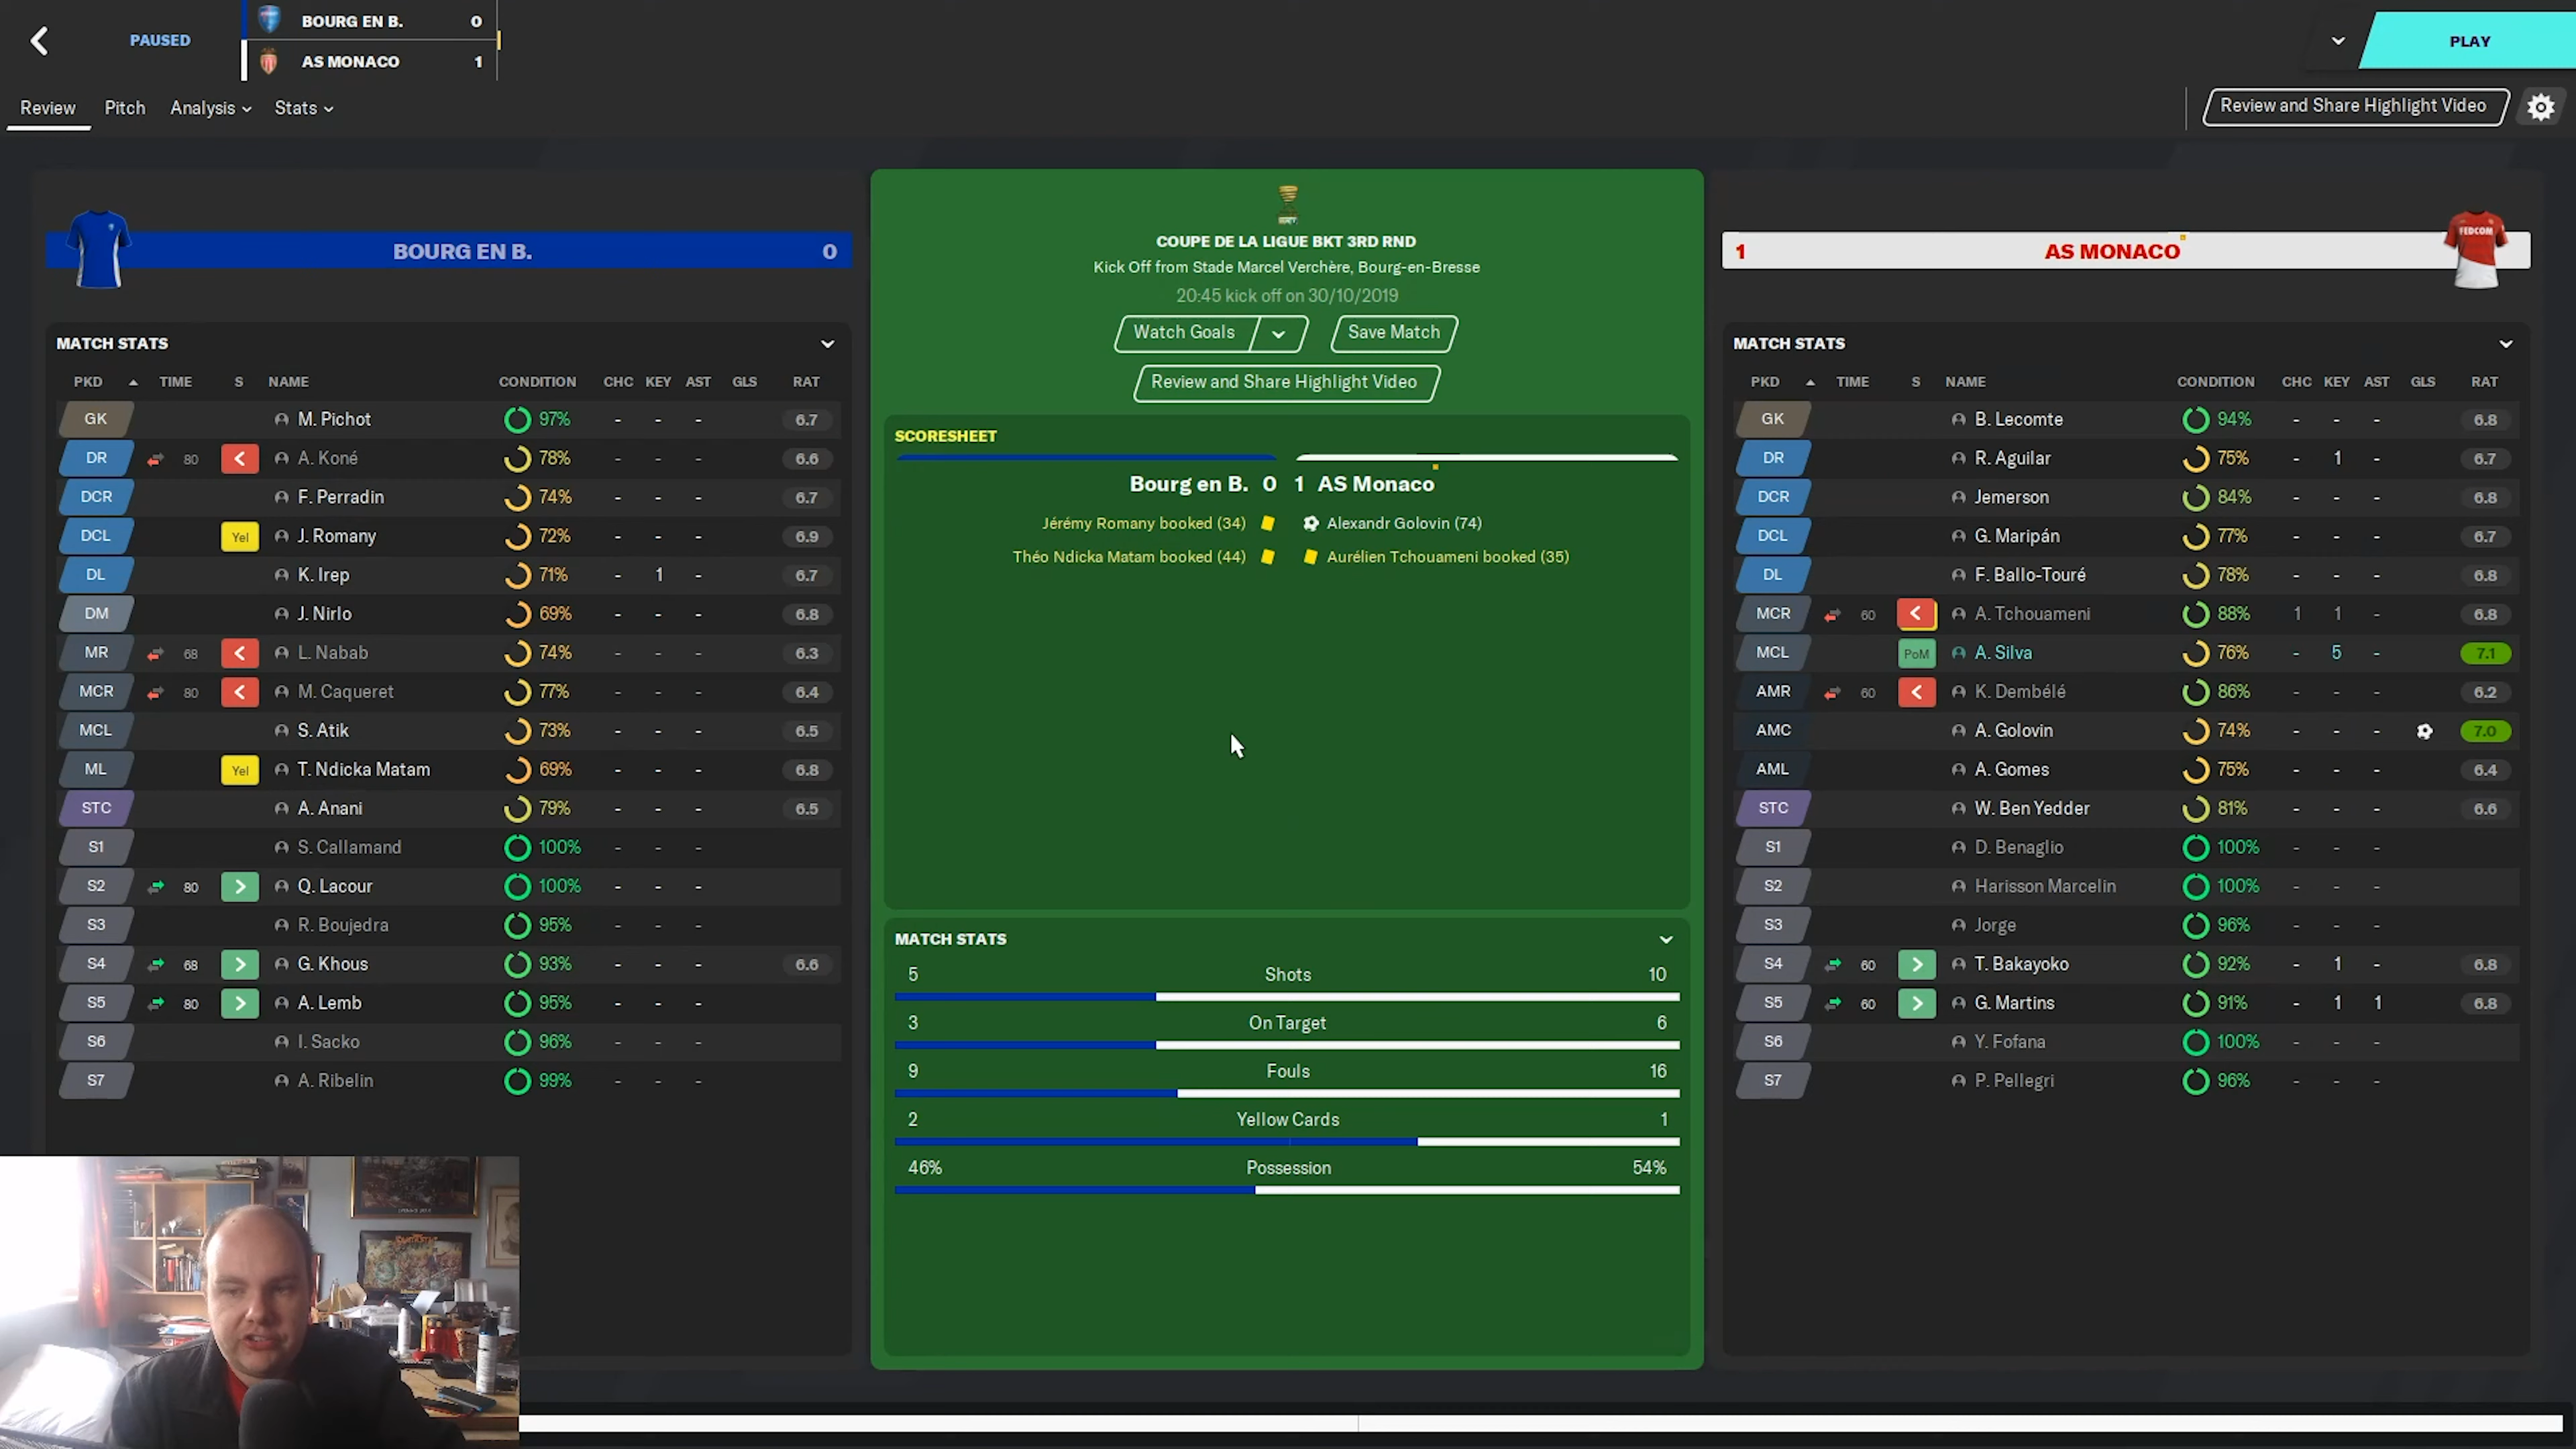 PAUSED
BOURG EN B. 0
AS MONACO 1
PLAY
Review Pitch Analysis Stats
Review and Share Highlight Video
BOURG EN B. 0
MATCH STATS
PKD TIME S NAME CONDITION CHC KEY AST GLS RAT
GK M. Pichot 97% - - - 6.7
DR 80 A. Koné 78% - - - 6.6
DCR F. Perradin 74% - - - 6.7
DCL Yel J. Romany 72% - - - 6.9
DL K. Irep 71% - 1 - 6.7
DM J. Nirlo 69% - - - 6.8
MR 68 L. Nabab 74% - - - 6.3
MCR 80 M. Caqueret 77% - - - 6.4
MCL S. Atik 73% - - - 6.5
ML Yel T. Ndicka Matam 69% - - - 6.8
STC A. Anani 79% - - - 6.5
S1 S. Callamand 100% - - -
S2 80 Q. Lacour 100% - - -
S3 R. Boujedra 95% - - -
S4 68 G. Khous 93% - - - 6.6
S5 80 A. Lemb 95% - - -
S6 I. Sacko 96% - - -
S7 A. Ribelin 99% - - -
COUPE DE LA LIGUE BKT 3RD RND
Kick Off from Stade Marcel Verchère, Bourg-en-Bresse
20:45 kick off on 30/10/2019
Watch Goals Save Match
Review and Share Highlight Video
SCORESHEET
Bourg en B. 0 1 AS Monaco
Jérémy Romany booked (34) Alexandr Golovin (74)
Théo Ndicka Matam booked (44) Aurélien Tchouameni booked (35)
MATCH STATS
5 Shots 10
3 On Target 6
9 Fouls 16
2 Yellow Cards 1
46% Possession 54%
1 AS MONACO
FEDCOM
MATCH STATS
PKD TIME S NAME CONDITION CHC KEY AST GLS RAT
GK B. Lecomte 94% - - - 6.8
DR R. Aguilar 75% - 1 - 6.7
DCR Jemerson 84% - - - 6.8
DCL G. Maripán 77% - - - 6.7
DL F. Ballo-Touré 78% - - - 6.8
MCR 60 A. Tchouameni 88% 1 1 - 6.8
MCL PoM A. Silva 76% - 5 - 7.1
AMR 60 K. Dembélé 86% - - - 6.2
AMC A. Golovin 74% - - - 7.0
AML A. Gomes 75% - - - 6.4
STC W. Ben Yedder 81% - - - 6.6
S1 D. Benaglio 100% - - -
S2 Harisson Marcelin 100% - - -
S3 Jorge 96% - - -
S4 60 T. Bakayoko 92% - 1 - 6.8
S5 60 G. Martins 91% - 1 1 6.8
S6 Y. Fofana 100% - - -
S7 P. Pellegri 96% - - -